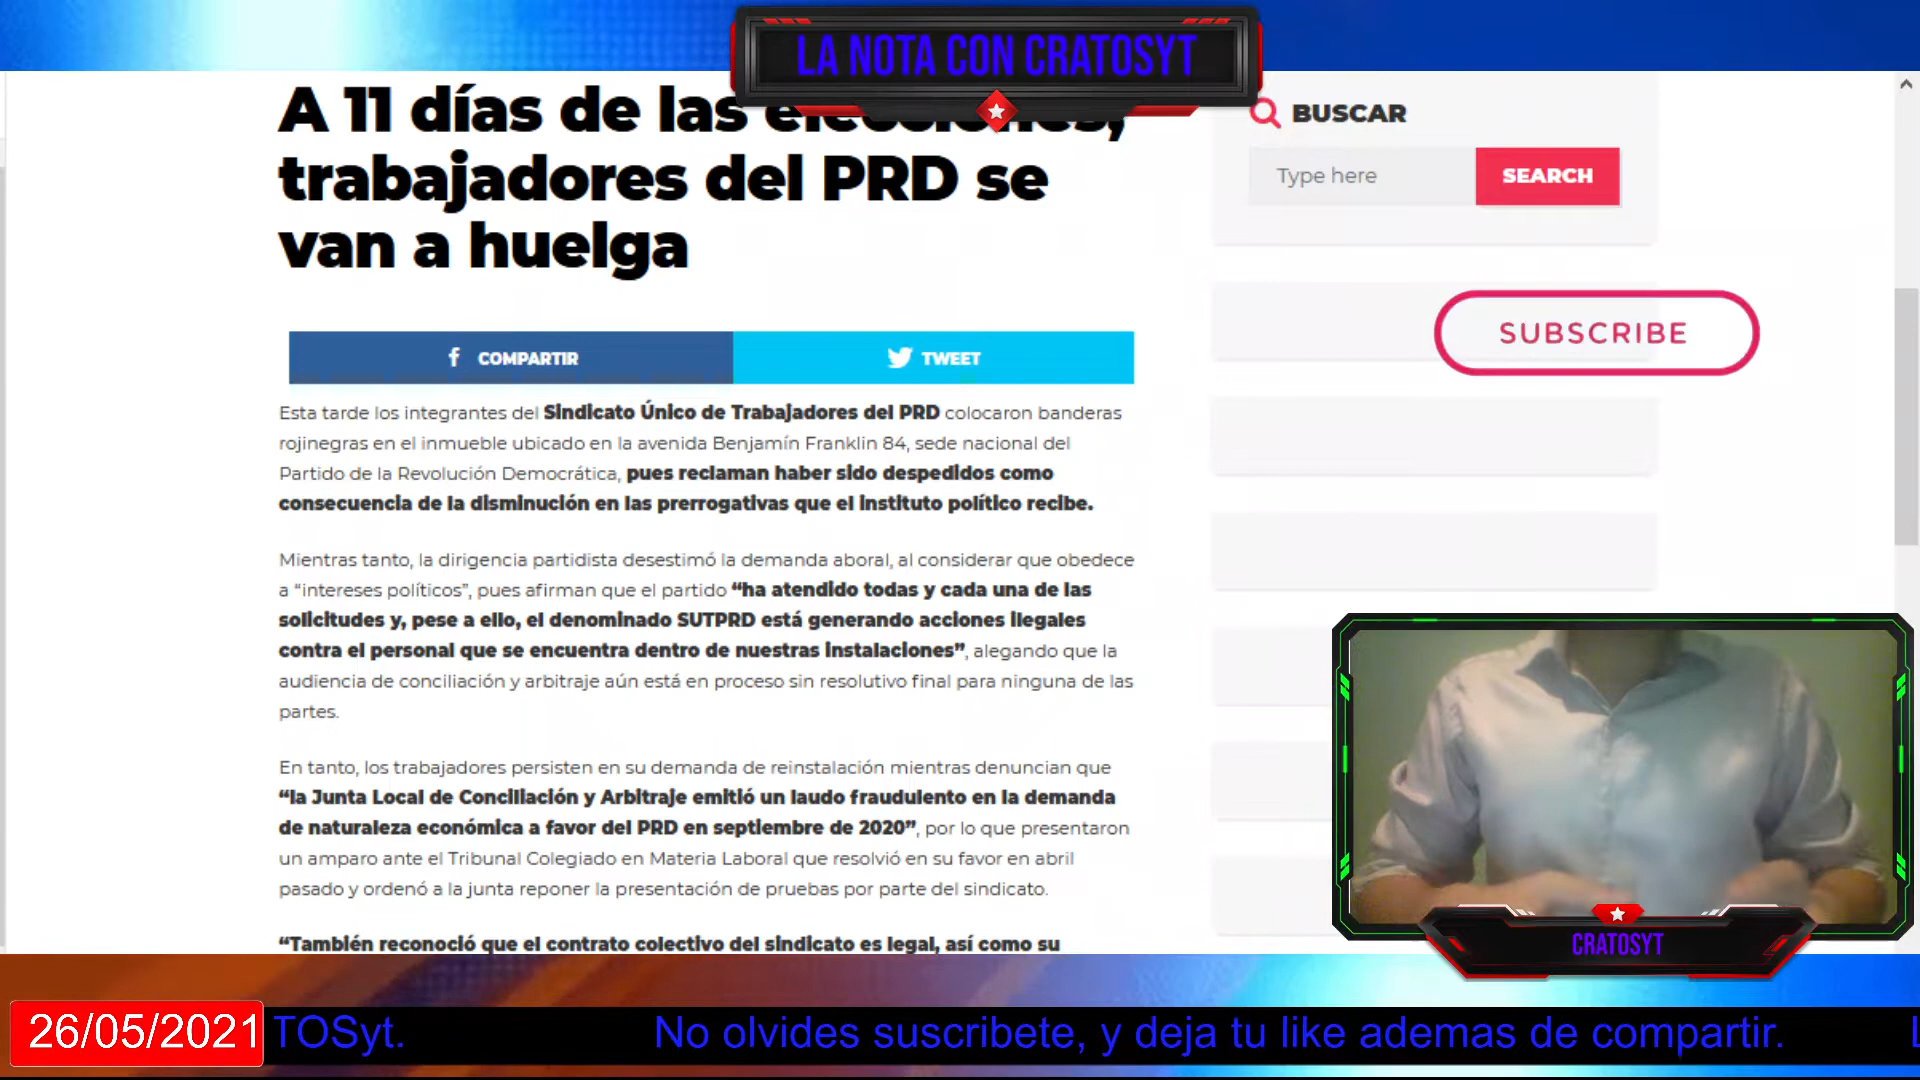 LA NOTA CON CRATOSYT
A 11 días de las elecciones,
trabajadores del PRD se
van a huelga
BUSCAR
Type here
SEARCH
SUBSCRIBE
COMPARTIR
TWEET
Esta tarde los integrantes del Sindicato Único de Trabajadores del PRD colocaron banderas
rojinegras en el inmueble ubicado en la avenida Benjamín Franklin 84, sede nacional del
Partido de la Revolución Democrática, pues reclaman haber sido despedidos como
consecuencia de la disminución en las prerrogativas que el instituto político recibe.
Mientras tanto, la dirigencia partidista desestimó la demanda aboral, al considerar que obedece
a “intereses políticos”, pues afirman que el partido “ha atendido todas y cada una de las
solicitudes y, pese a ello, el denominado SUTPRD está generando acciones ilegales
contra el personal que se encuentra dentro de nuestras instalaciones”, alegando que la
audiencia de conciliación y arbitraje aún está en proceso sin resolutivo final para ninguna de las
partes.
En tanto, los trabajadores persisten en su demanda de reinstalación mientras denuncian que
“la Junta Local de Conciliación y Arbitraje emitió un laudo fraudulento en la demanda
de naturaleza económica a favor del PRD en septiembre de 2020”, por lo que presentaron
un amparo ante el Tribunal Colegiado en Materia Laboral que resolvió en su favor en abril
pasado y ordenó a la junta reponer la presentación de pruebas por parte del sindicato.
“También reconoció que el contrato colectivo del sindicato es legal, así como su
CRATOSYT
26/05/2021
TOSyt. No olvides suscribete, y deja tu like ademas de compartir. L